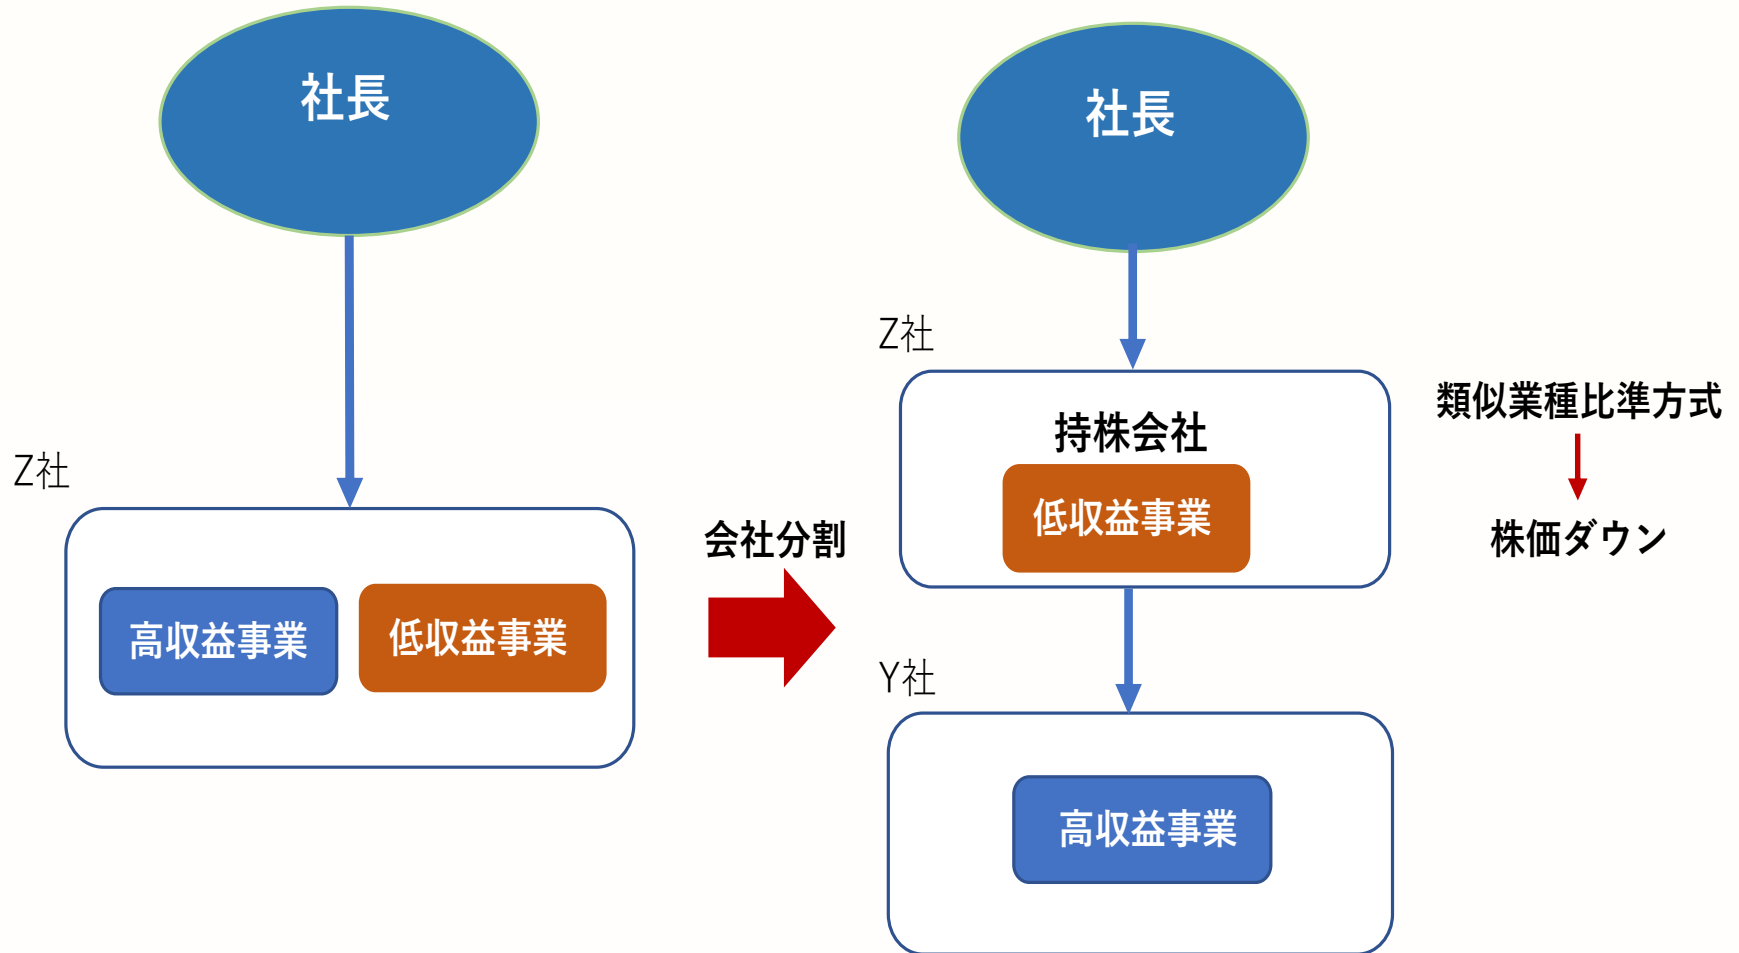 社長
Z社
高収益事業
低収益事業
会社分割
社長
Z社
持株会社
低収益事業
Y社
高収益事業
類似業種比準方式
株価ダウン